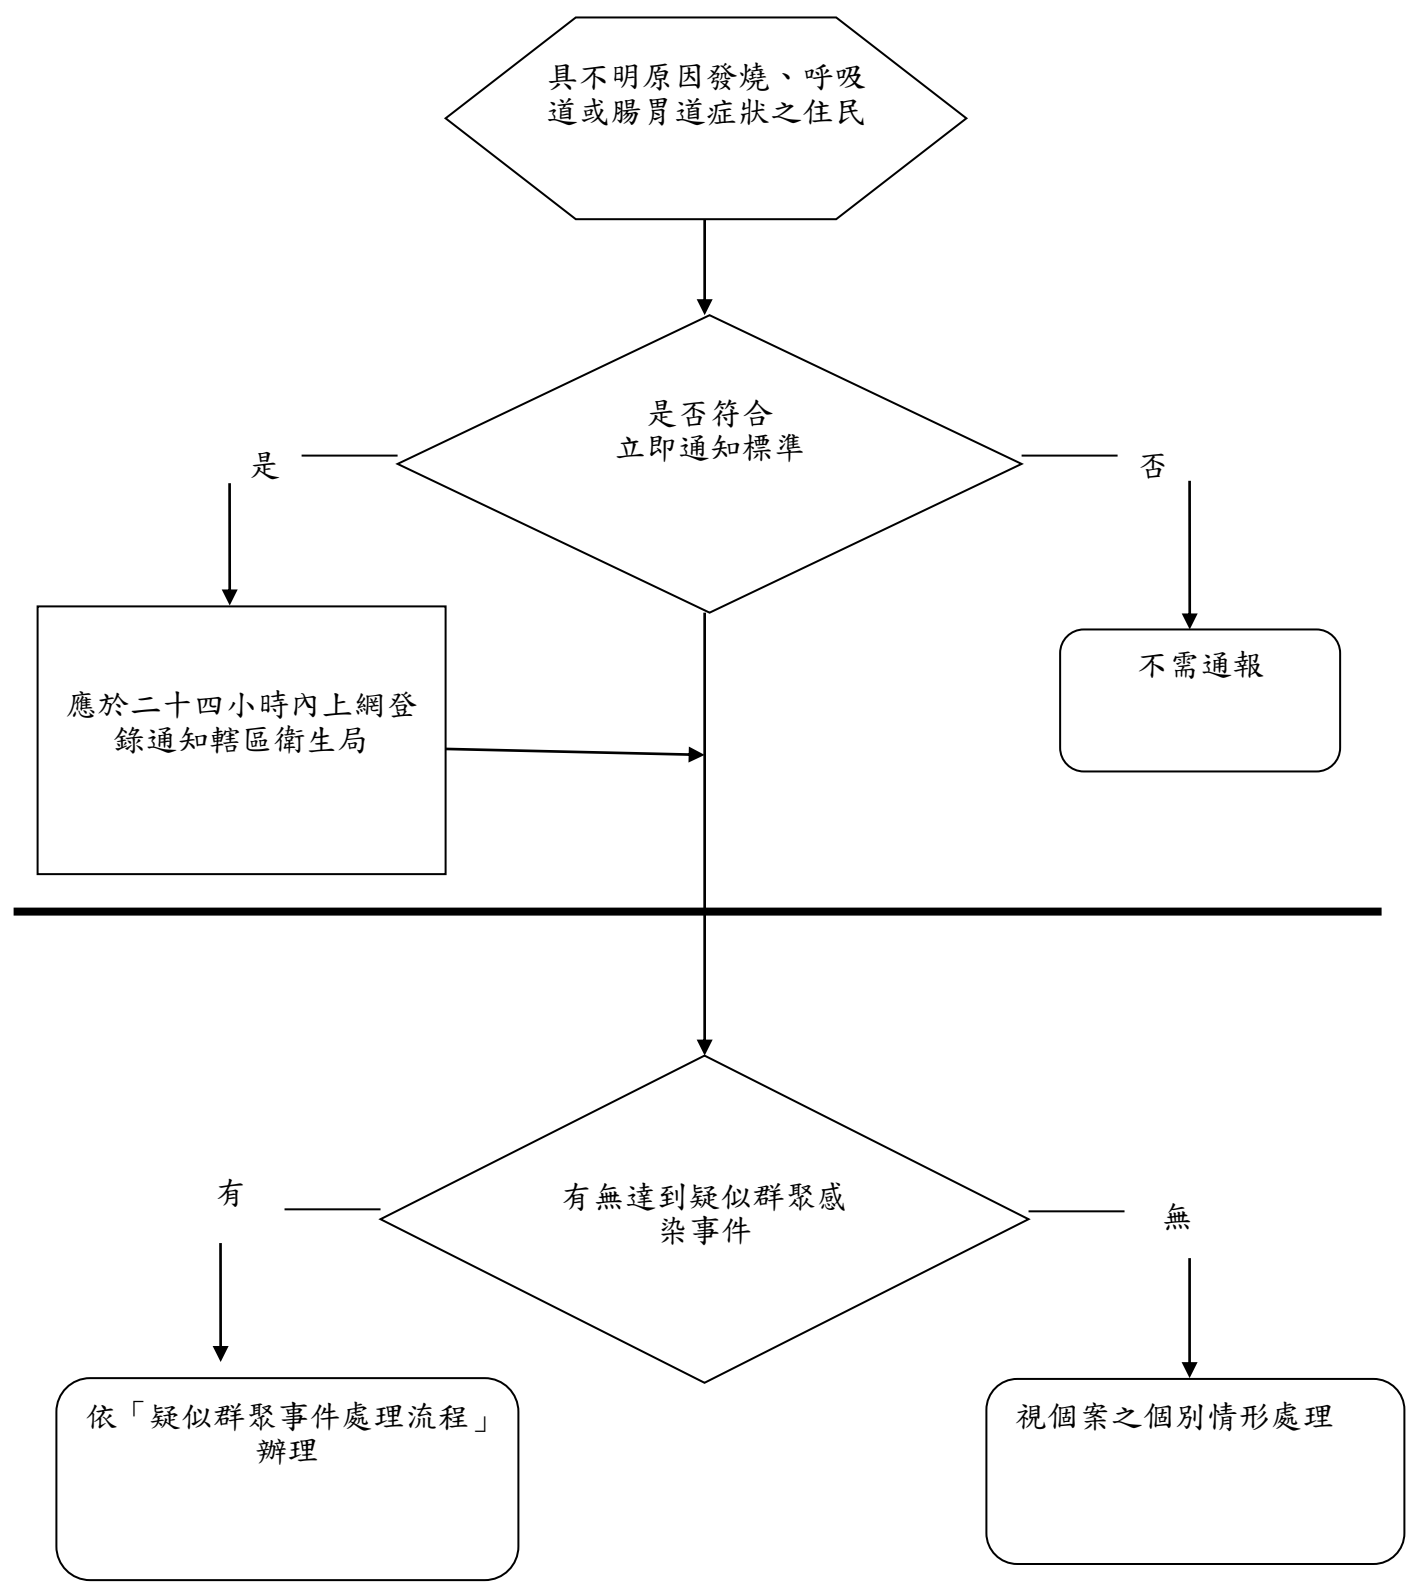 具不明原因發燒、呼吸
道或腸胃道症狀之住民
是否符合
立即通知標準
是
否
應於二十四小時內上網登
錄通知轄區衛生局
不需通報
有無達到疑似群聚感
染事件
有
無
依「疑似群聚事件處理流程」
辦理
視個案之個別情形處理